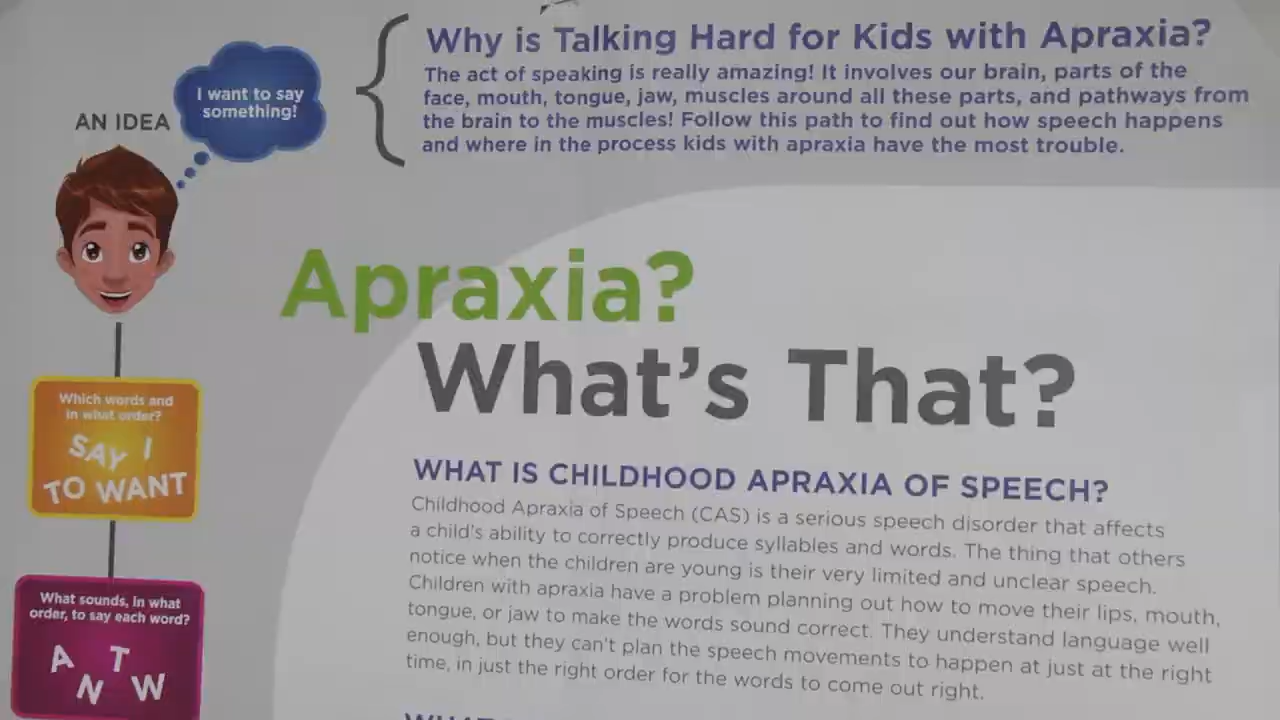 Why is Talking Hard for Kids with Apraxia?
The act of speaking is really amazing! It involves our brain, parts of the
face, mouth, tongue, jaw, muscles around all these parts, and pathways from
the brain to the muscles! Follow this path to find out how speech happens
and where in the process kids with apraxia have the most trouble.
I want to say
something!
AN IDEA
Apraxia?
What's That?
Which words and
in what order?
SAY I
TO WANT
WHAT IS CHILDHOOD APRAXIA OF SPEECH?
Childhood Apraxia of Speech (CAS) is a serious speech disorder that affects
a child's ability to correctly produce syllables and words. The thing that others
notice when the children are young is their very limited and unclear speech.
Children with apraxia have a problem planning out how to move their lips, mouth,
tongue, or jaw to make the words sound correct. They understand language well
enough, but they can't plan the speech movements to happen at just at the right
time, in just the right order for the words to come out right.
What sounds, in what
order, to say each word?
A T
N W